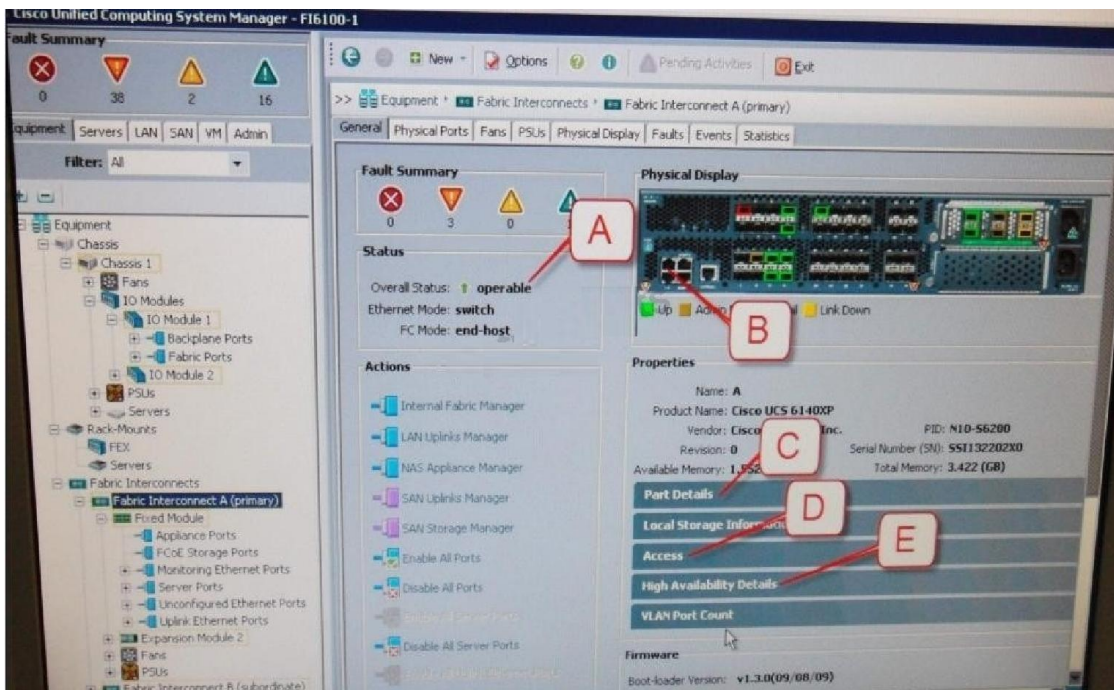 Cisco Unified Computing System Manager - FI6100-1
Fault Summary
0 38 2 16
Equipment Servers LAN SAN VM Admin
Filter: All
Equipment
Chassis
Chassis 1
Fans
IO Modules
IO Module 1
Backplane Ports
Fabric Ports
IO Module 2
PSUs
Servers
Rack-Mounts
FEX
Servers
Fabric Interconnects
Fabric Interconnect A (primary)
Fixed Module
Appliance Ports
FCoE Storage Ports
Monitoring Ethernet Ports
Server Ports
Unconfigured Ethernet Ports
Uplink Ethernet Ports
Expansion Module 2
Fans
PSUs
Fabric Interconnect B (subordinate)
New Options Pending Activities Exit
>> Equipment Fabric Interconnects Fabric Interconnect A (primary)
General Physical Ports Fans PSUs Physical Display Faults Events Statistics
Fault Summary
0 3 0
Status
Overall Status: operable
Ethernet Mode: switch
FC Mode: end-host
Actions
Internal Fabric Manager
LAN Uplinks Manager
NAS Appliance Manager
SAN Uplinks Manager
SAN Storage Manager
Enable All Ports
Disable All Ports
Disable All Server Ports
Physical Display
Up Link Down
Properties
Name: A
Product Name: Cisco UCS 6140XP
Vendor: Cisco Inc. PID: N10-S6200
Revision: 0 Serial Number (SN): SSI132202X0
Available Memory: Total Memory: 3.422 (GB)
Part Details
Local Storage
Access
High Availability Details
VLAN Port Count
Firmware
Boot-loader Version: v1.3.0(09/08/09)
A
B
C
D
E